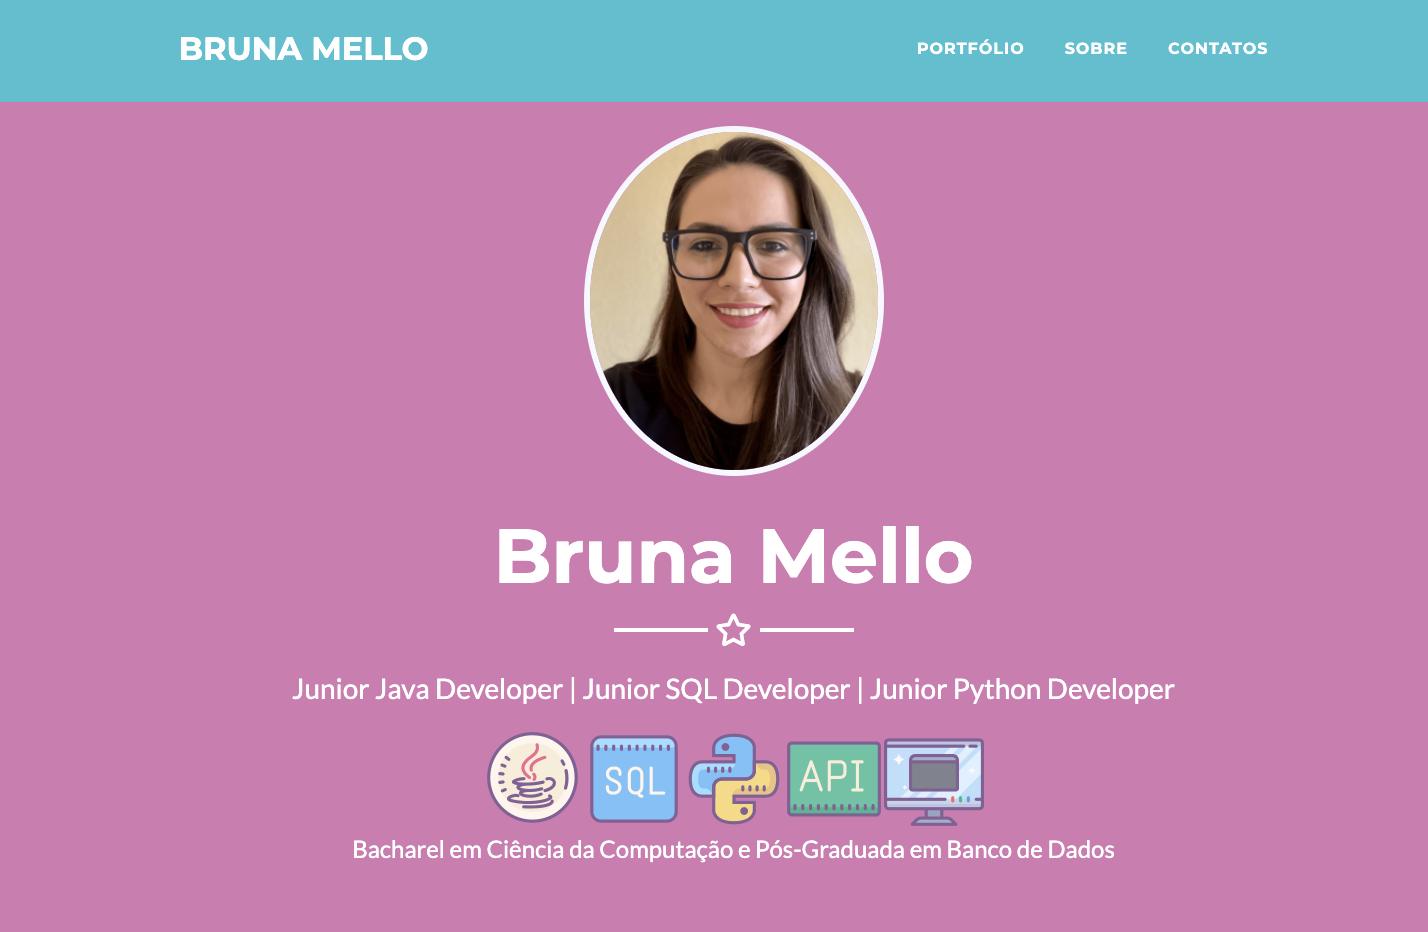 BRUNA MELLO
PORTFÓLIO SOBRE CONTATOS
Bruna Mello
Junior Java Developer | Junior SQL Developer | Junior Python Developer
SQL API
Bacharel em Ciência da Computação e Pós-Graduada em Banco de Dados